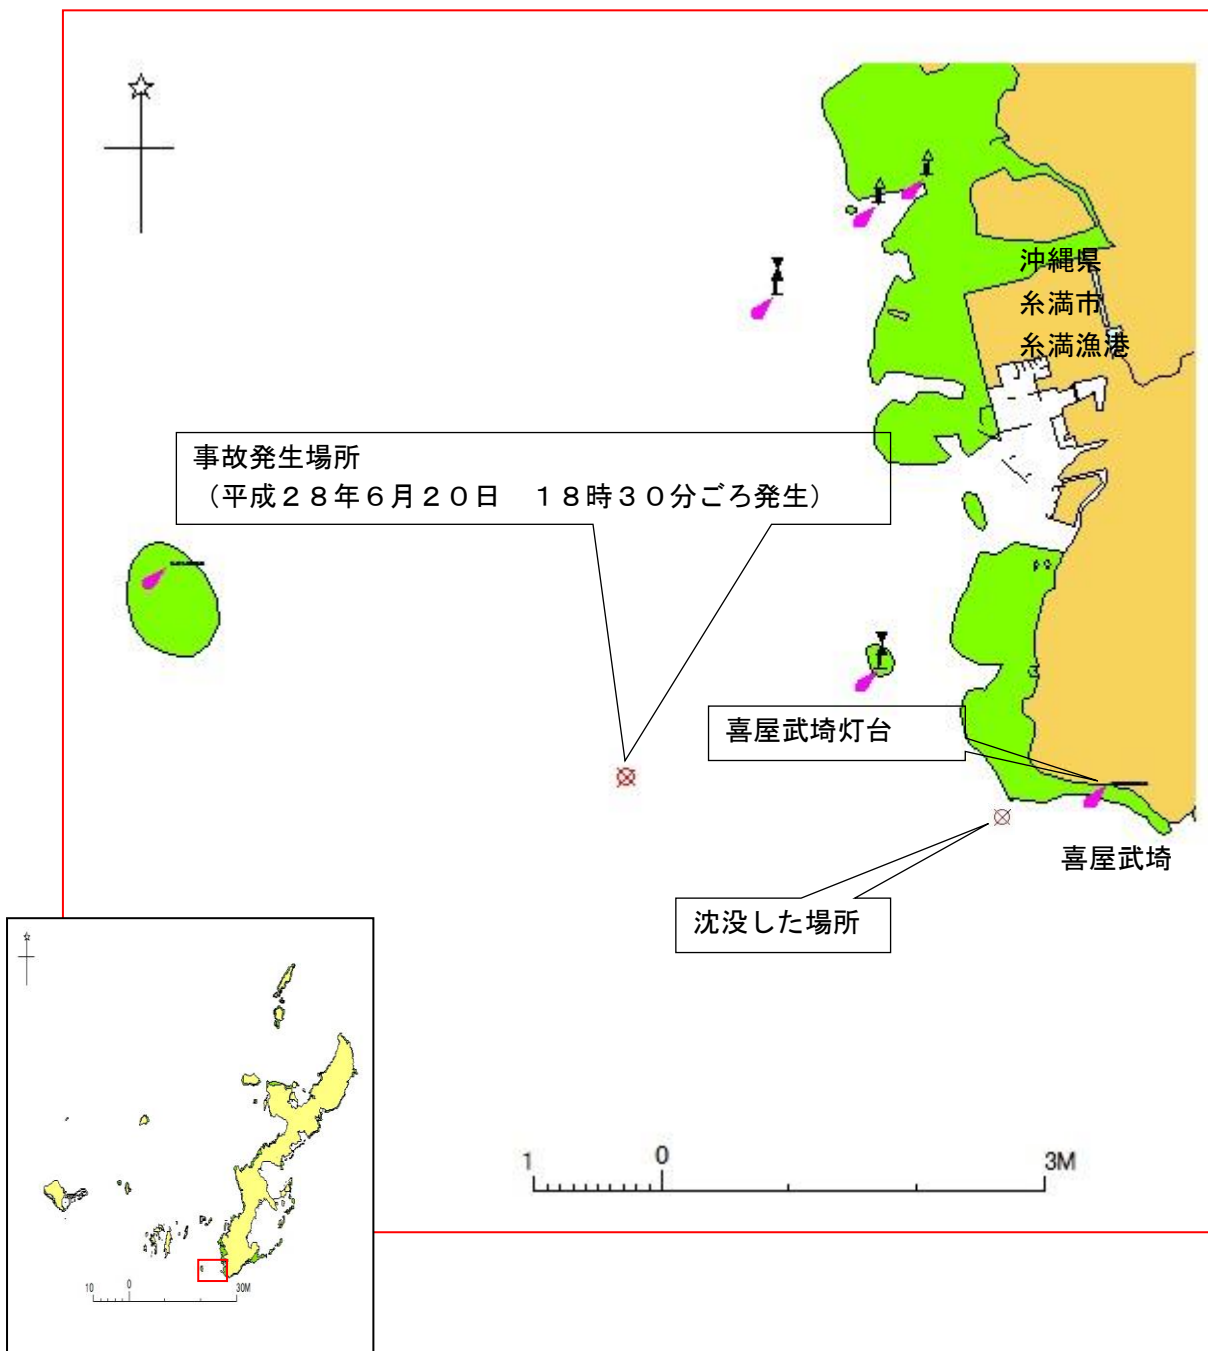 沖縄県
糸満市
糸満漁港
事故発生場所
(平成28年6月20日 18時30分ごろ発生)
喜屋武埼灯台
喜屋武埼
沈没した場所
1 0 3M
10 0 30M